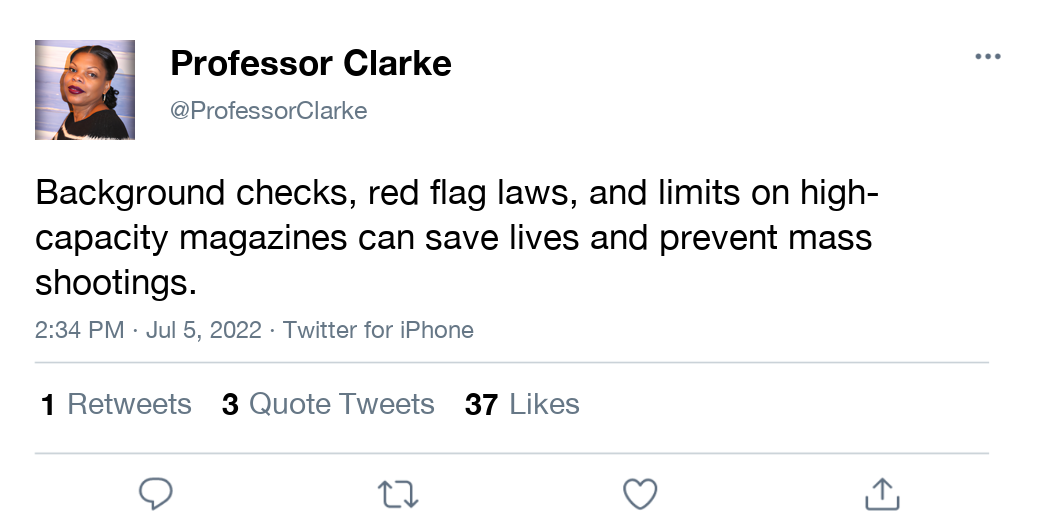 Professor Clarke
@ProfessorClarke
Background checks, red flag laws, and limits on high-
capacity magazines can save lives and prevent mass
shootings.
2:34 PM · Jul 5, 2022 · Twitter for iPhone
1 Retweets 3 Quote Tweets 37 Likes